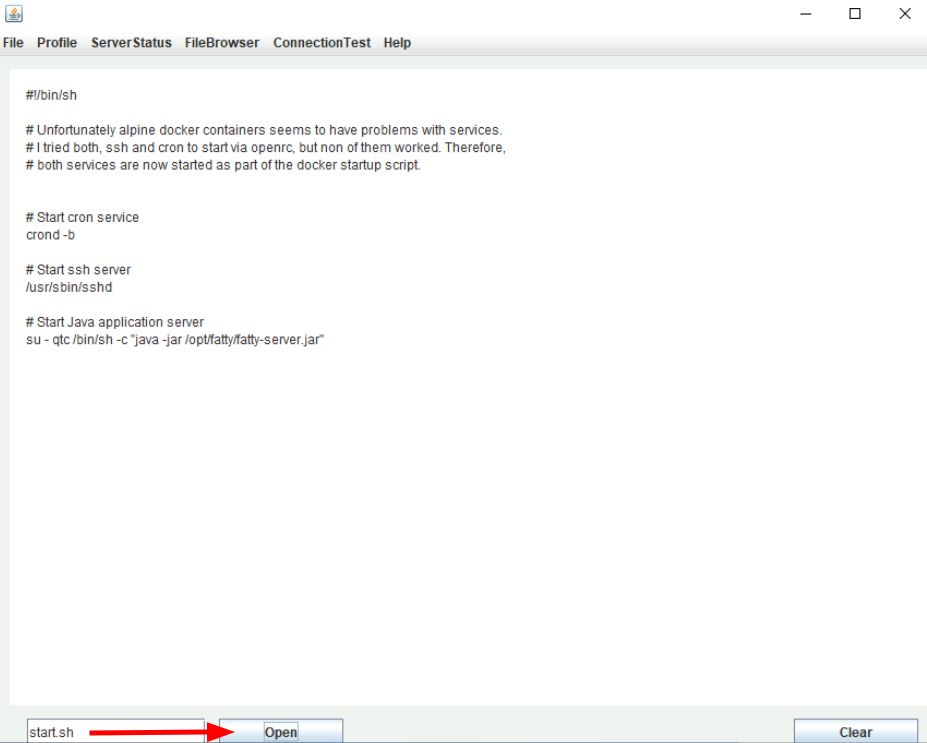 File Profile ServerStatus FileBrowser ConnectionTest Help
#!/bin/sh
# Unfortunately alpine docker containers seems to have problems with services.
# I tried both, ssh and cron to start via openrc, but non of them worked. Therefore,
# both services are now started as part of the docker startup script.
# Start cron service
crond -b
# Start ssh server
/usr/sbin/sshd
# Start Java application server
su - qtc /bin/sh -c "java -jar /opt/fatty/fatty-server.jar"
start.sh Open Clear